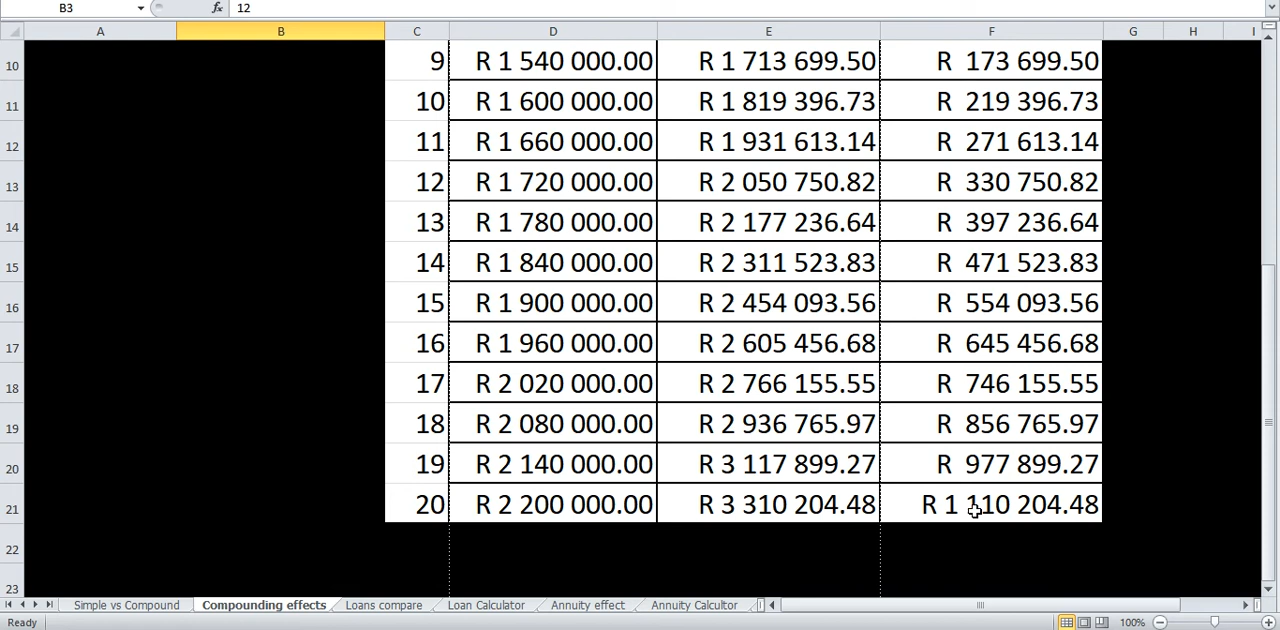 B3 fx 12
A B C D E F G H I
10 9 R 1 540 000.00 R 1 713 699.50 R 173 699.50
11 10 R 1 600 000.00 R 1 819 396.73 R 219 396.73
12 11 R 1 660 000.00 R 1 931 613.14 R 271 613.14
13 12 R 1 720 000.00 R 2 050 750.82 R 330 750.82
14 13 R 1 780 000.00 R 2 177 236.64 R 397 236.64
15 14 R 1 840 000.00 R 2 311 523.83 R 471 523.83
16 15 R 1 900 000.00 R 2 454 093.56 R 554 093.56
17 16 R 1 960 000.00 R 2 605 456.68 R 645 456.68
18 17 R 2 020 000.00 R 2 766 155.55 R 746 155.55
19 18 R 2 080 000.00 R 2 936 765.97 R 856 765.97
20 19 R 2 140 000.00 R 3 117 899.27 R 977 899.27
21 20 R 2 200 000.00 R 3 310 204.48 R 1 110 204.48
22
23
Simple vs Compound Compounding effects Loans compare Loan Calculator Annuity effect Annuity Calcultor
Ready 100%